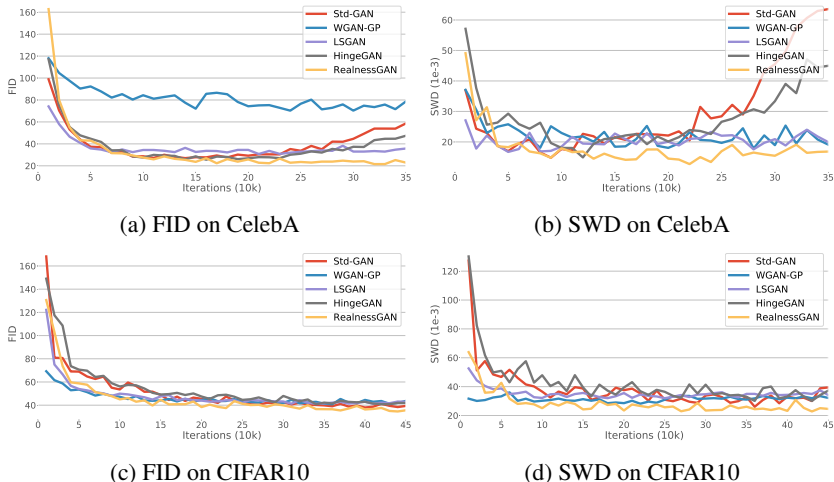 160
140
120
100
80
60
40
20
FID
0 5 10 15 20 25 30 35
Iterations (10k)
Std-GAN
WGAN-GP
LSGAN
HingeGAN
RealnessGAN
(a) FID on CelebA
60
50
40
30
20
SWD (1e-3)
0 5 10 15 20 25 30 35
Iterations (10k)
Std-GAN
WGAN-GP
LSGAN
HingeGAN
RealnessGAN
(b) SWD on CelebA
160
140
120
100
80
60
40
FID
0 5 10 15 20 25 30 35 40 45
Iterations (10k)
Std-GAN
WGAN-GP
LSGAN
HingeGAN
RealnessGAN
(c) FID on CIFAR10
120
100
80
60
40
20
SWD (1e-3)
0 5 10 15 20 25 30 35 40 45
Iterations (10k)
Std-GAN
WGAN-GP
LSGAN
HingeGAN
RealnessGAN
(d) SWD on CIFAR10